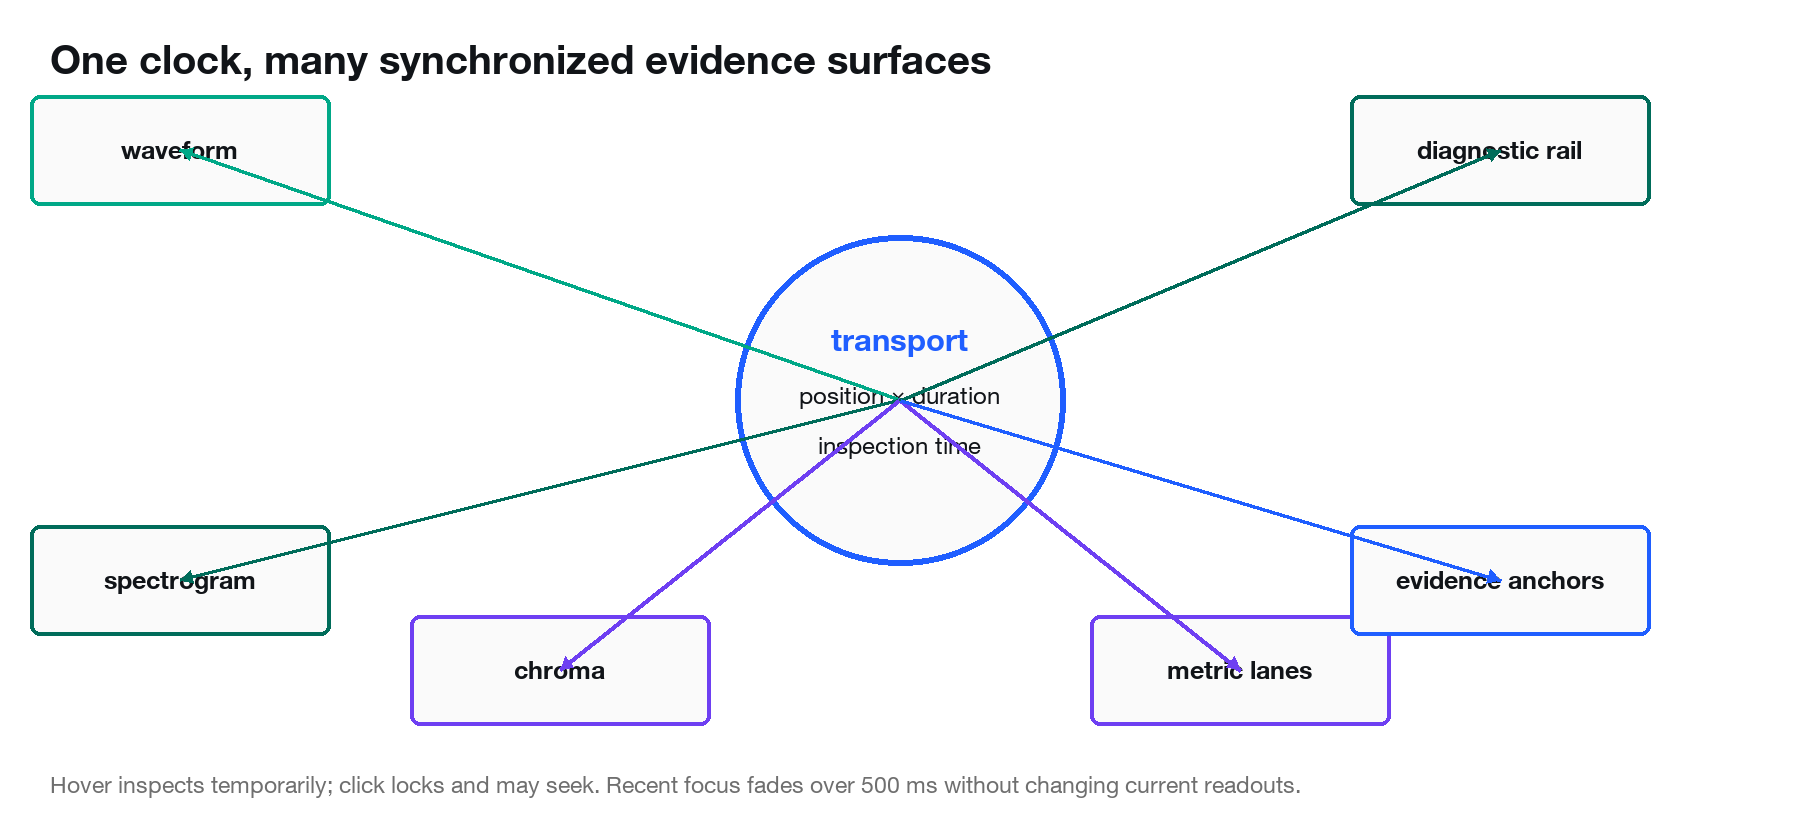 One clock, many synchronized evidence surfaces
waveform
diagnostic rail
transport
position × duration
inspection time
spectrogram
evidence anchors
chroma
metric lanes
Hover inspects temporarily; click locks and may seek. Recent focus fades over 500 ms without changing current readouts.